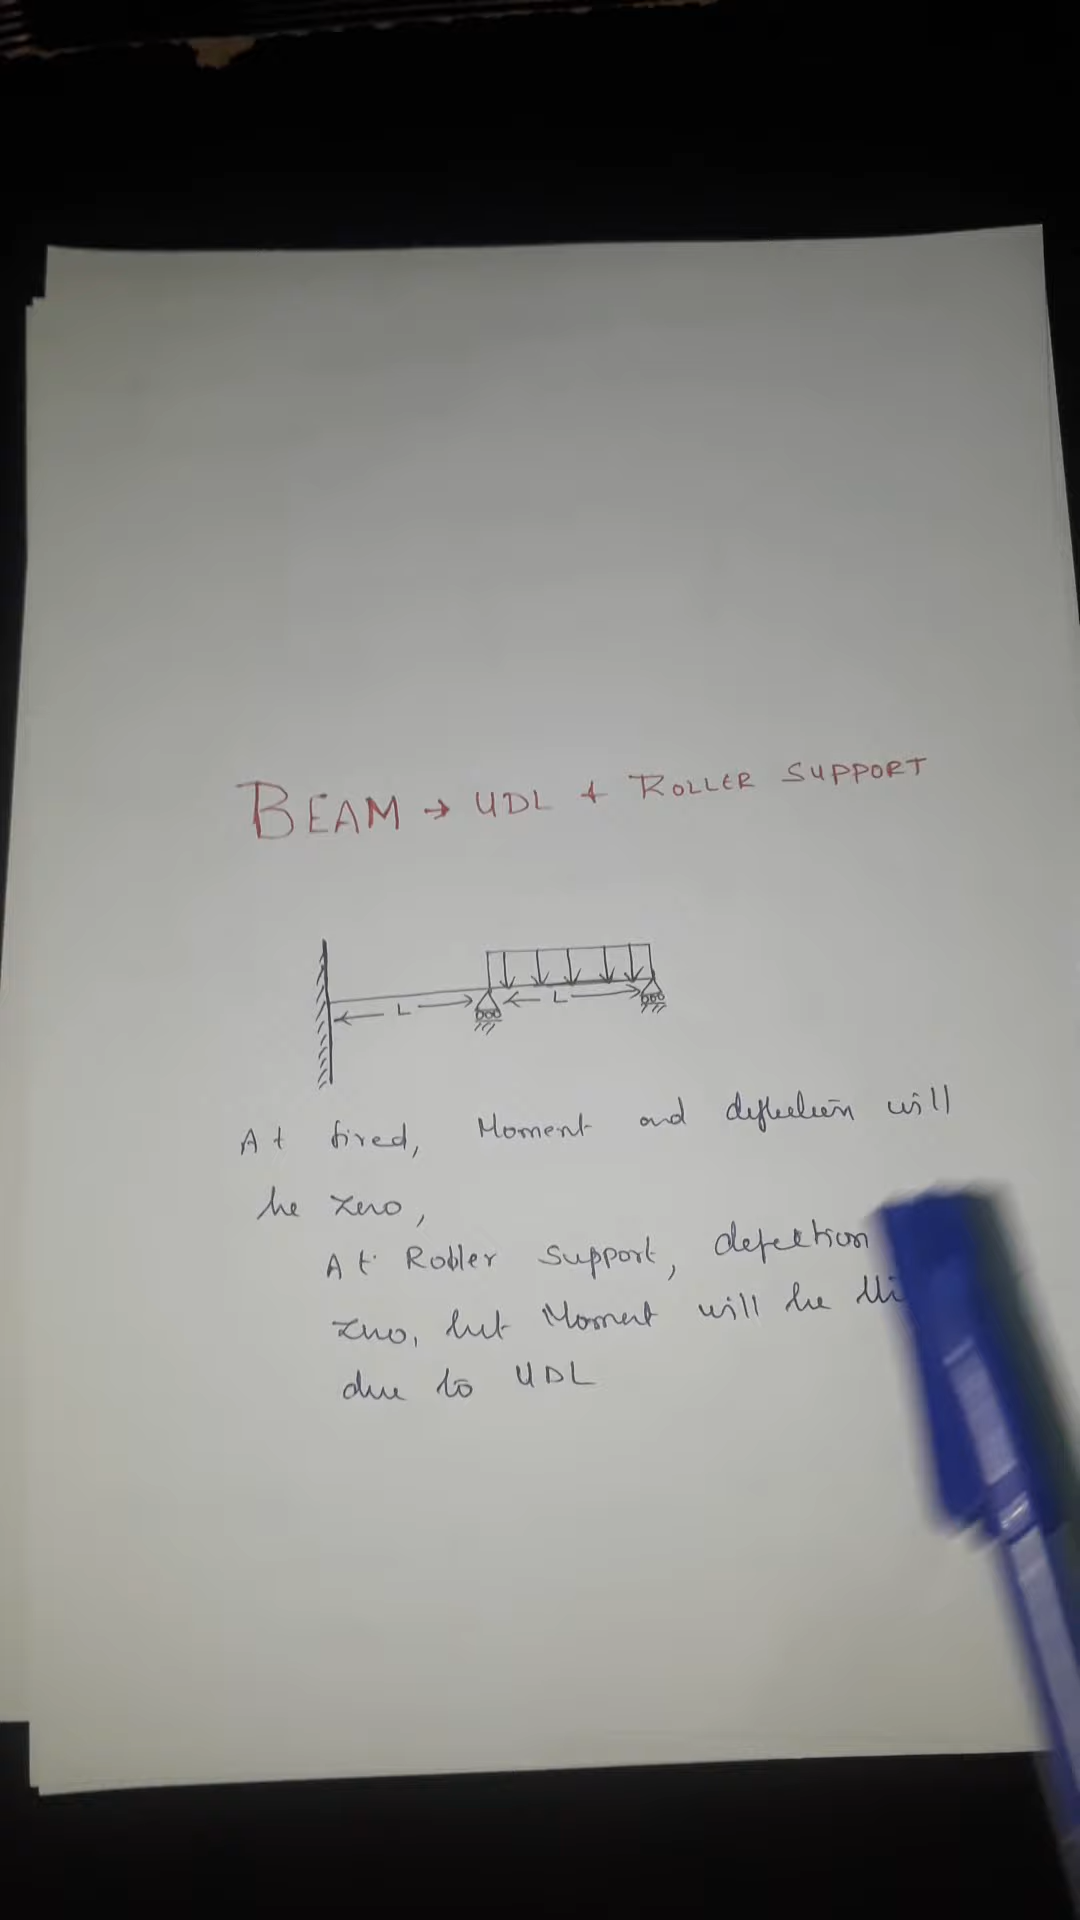 BEAM → UDL + ROLLER SUPPORT
L L
At fixed, Moment and deflection will
be zero,
At Roller Support, defection
zero, but Moment will be
due to UDL